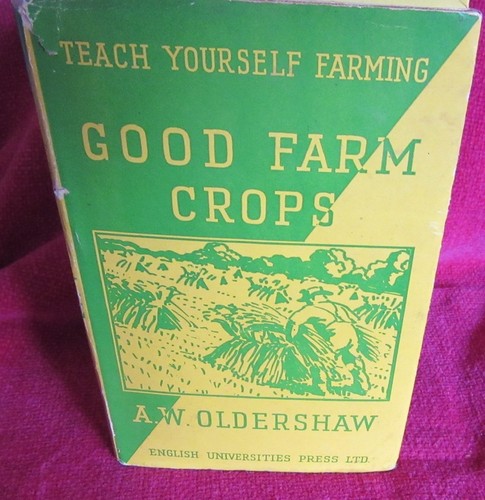 TEACH YOURSELF FARMING
GOOD FARM
CROPS
A.W. OLDERSHAW
ENGLISH UNIVERSITIES PRESS LTD.